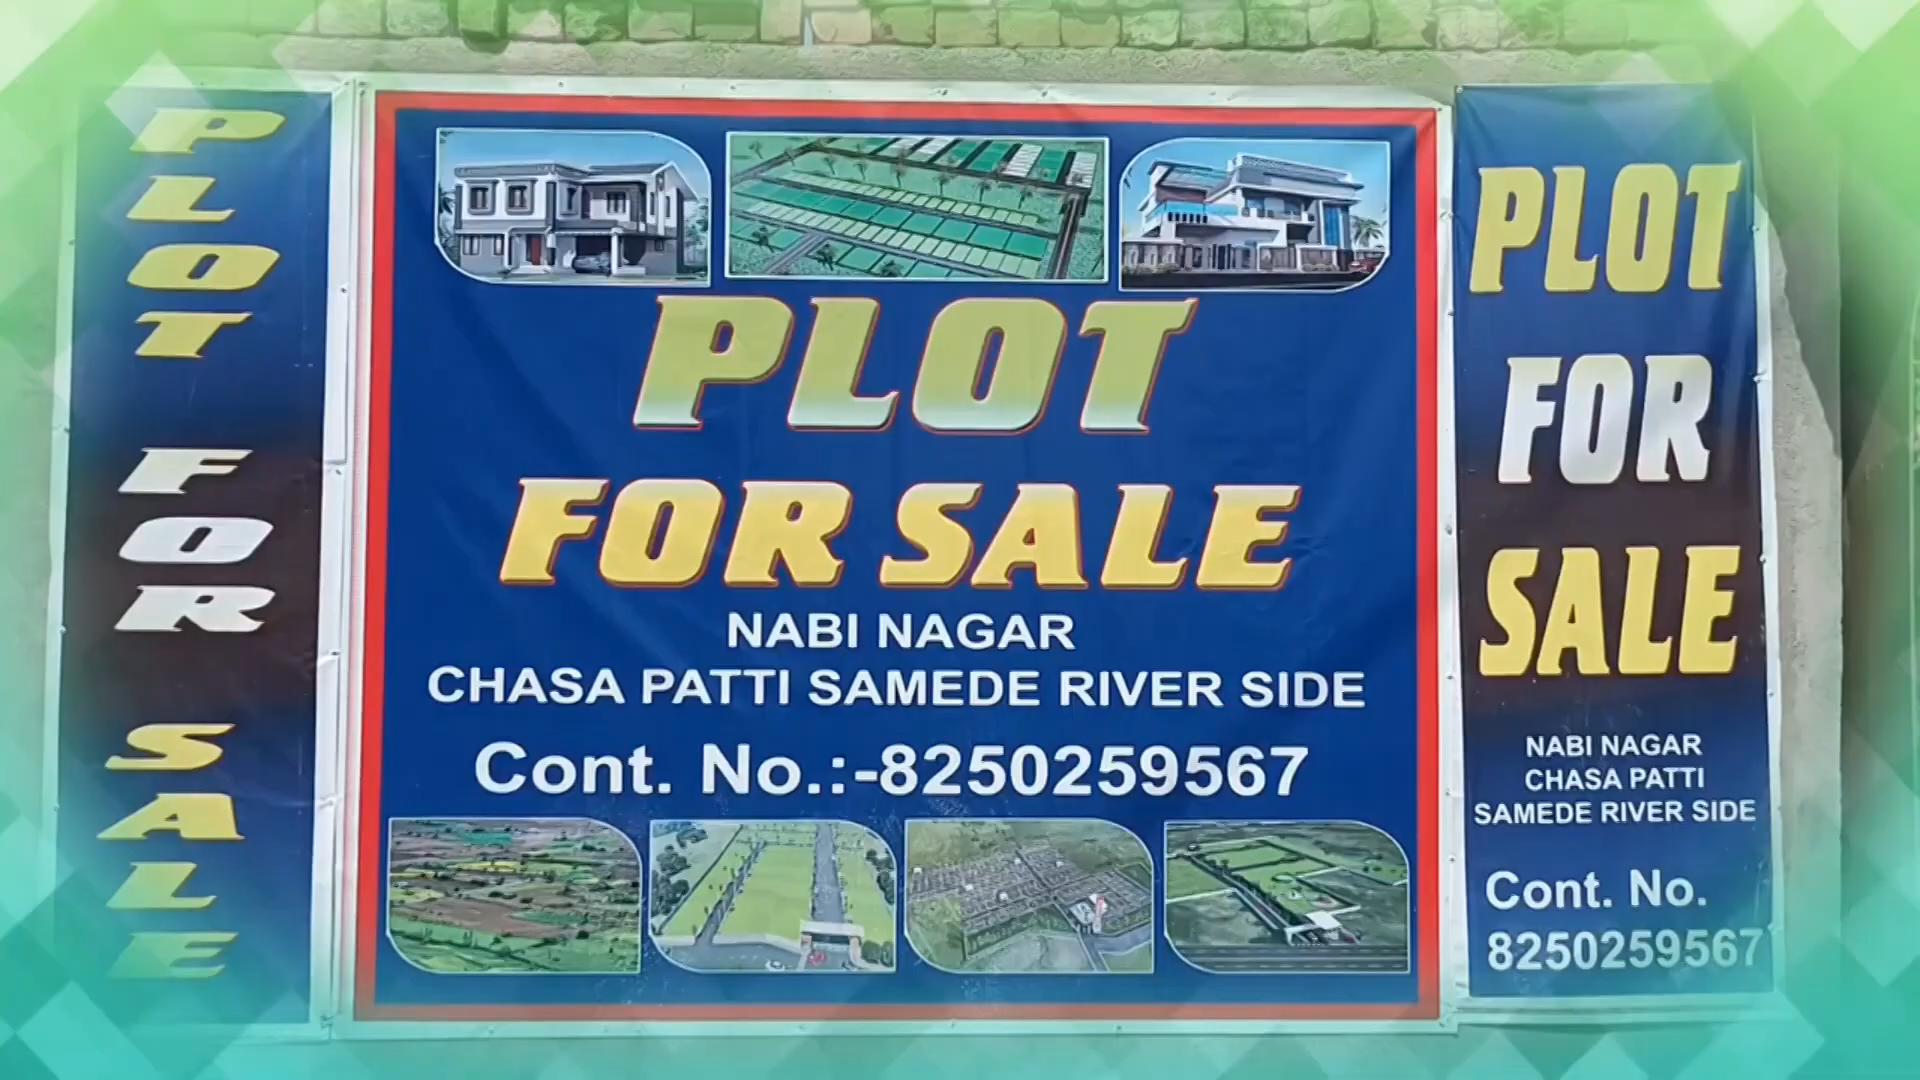 PLOT
FOR
SALE
PLOT
FOR SALE
NABI NAGAR
CHASA PATTI SAMEDE RIVER SIDE
Cont. No.:-8250259567
PLOT
FOR
SALE
NABI NAGAR
CHASA PATTI
SAMEDE RIVER SIDE
Cont. No.
8250259567